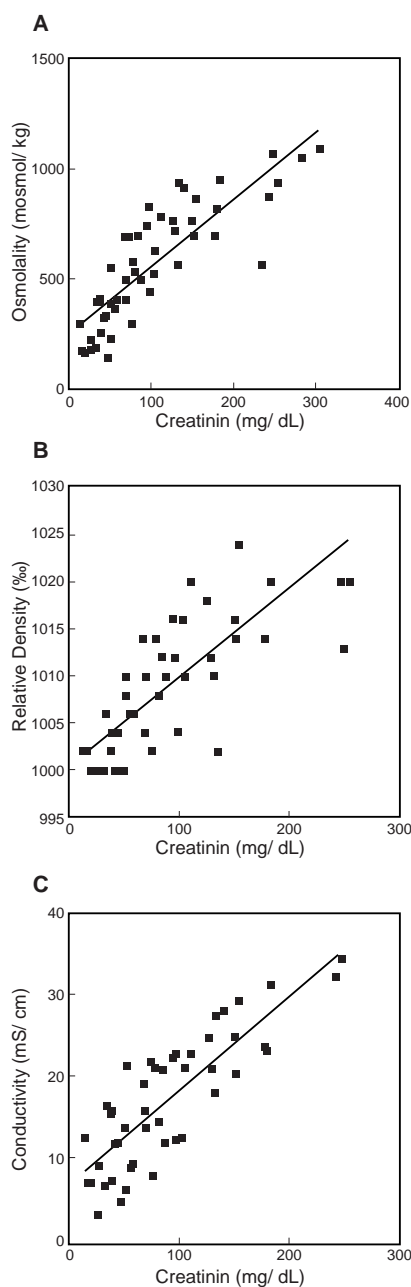 A
1500
1000
500
0
0 100 200 300 400
Osmolality (mosmol/ kg)
Creatinin (mg/ dL)
B
1030
1025
1020
1015
1010
1005
1000
995
0 100 200 300
Relative Density (‰)
Creatinin (mg/ dL)
C
40
30
20
10
0
0 100 200 300
Conductivity (mS/ cm)
Creatinin (mg/ dL)